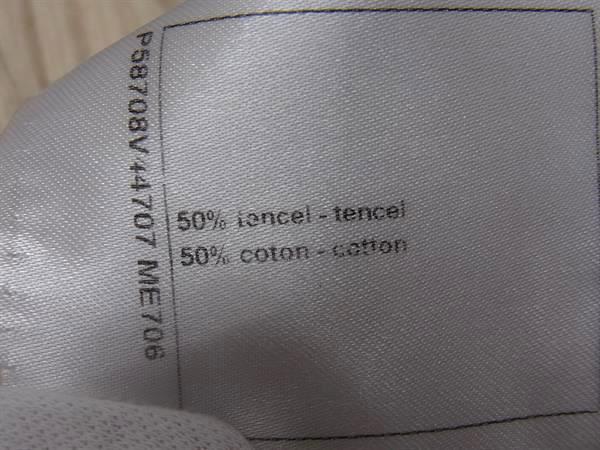 P58708V44707 ME706
50% tencel - tencel
50% coton - cotton